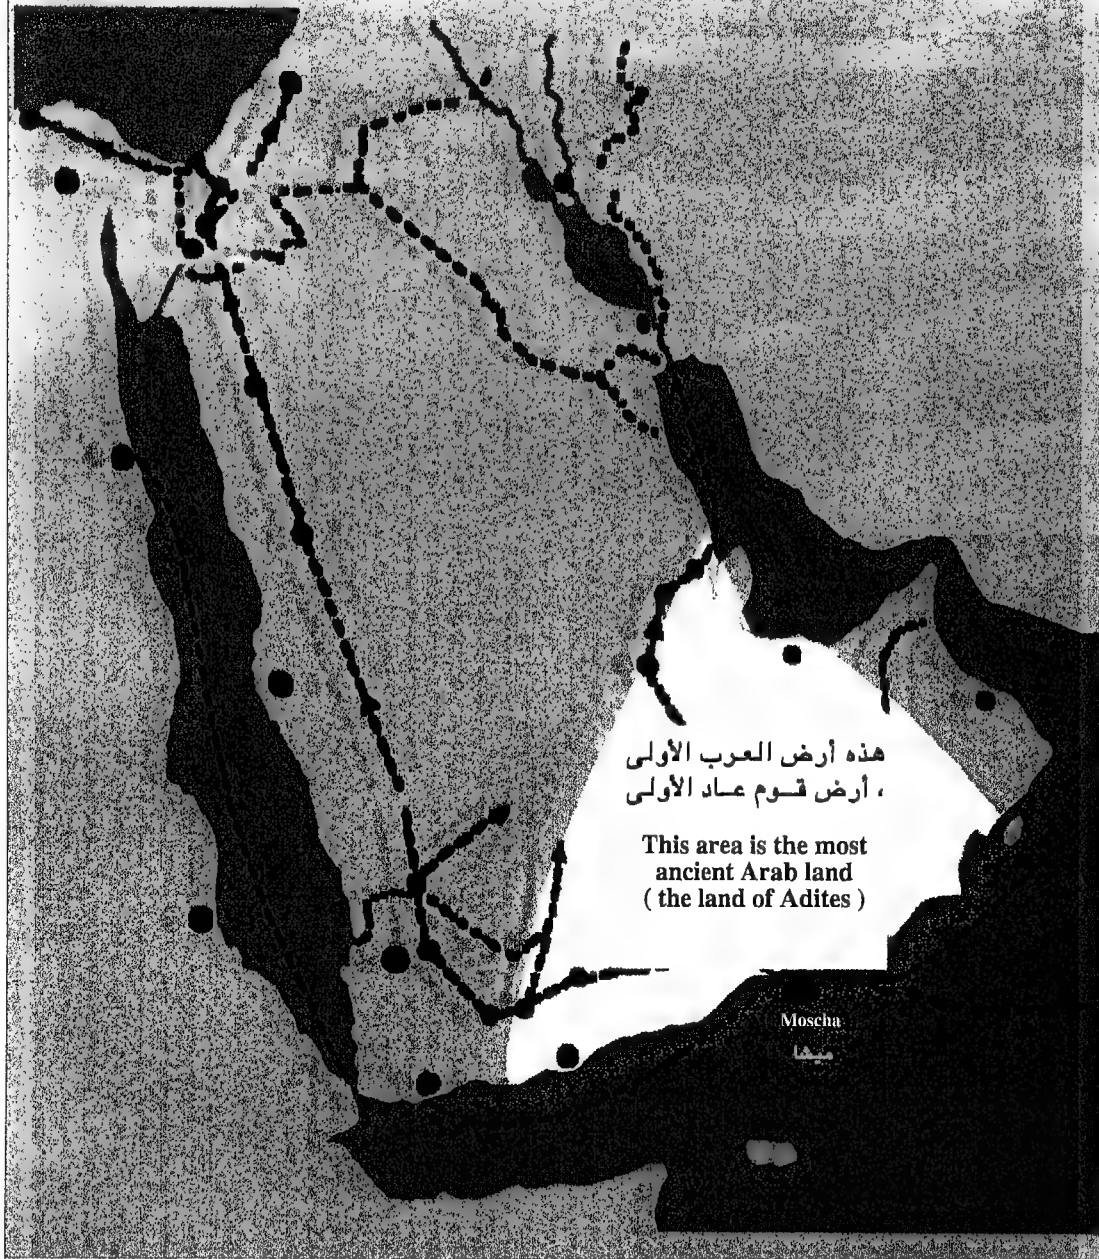 هذه أرض العرب الأولى
، أرض قوم عاد الأولى
This area is the most
ancient Arab land
( the land of Adites )
Moscha
ميشا